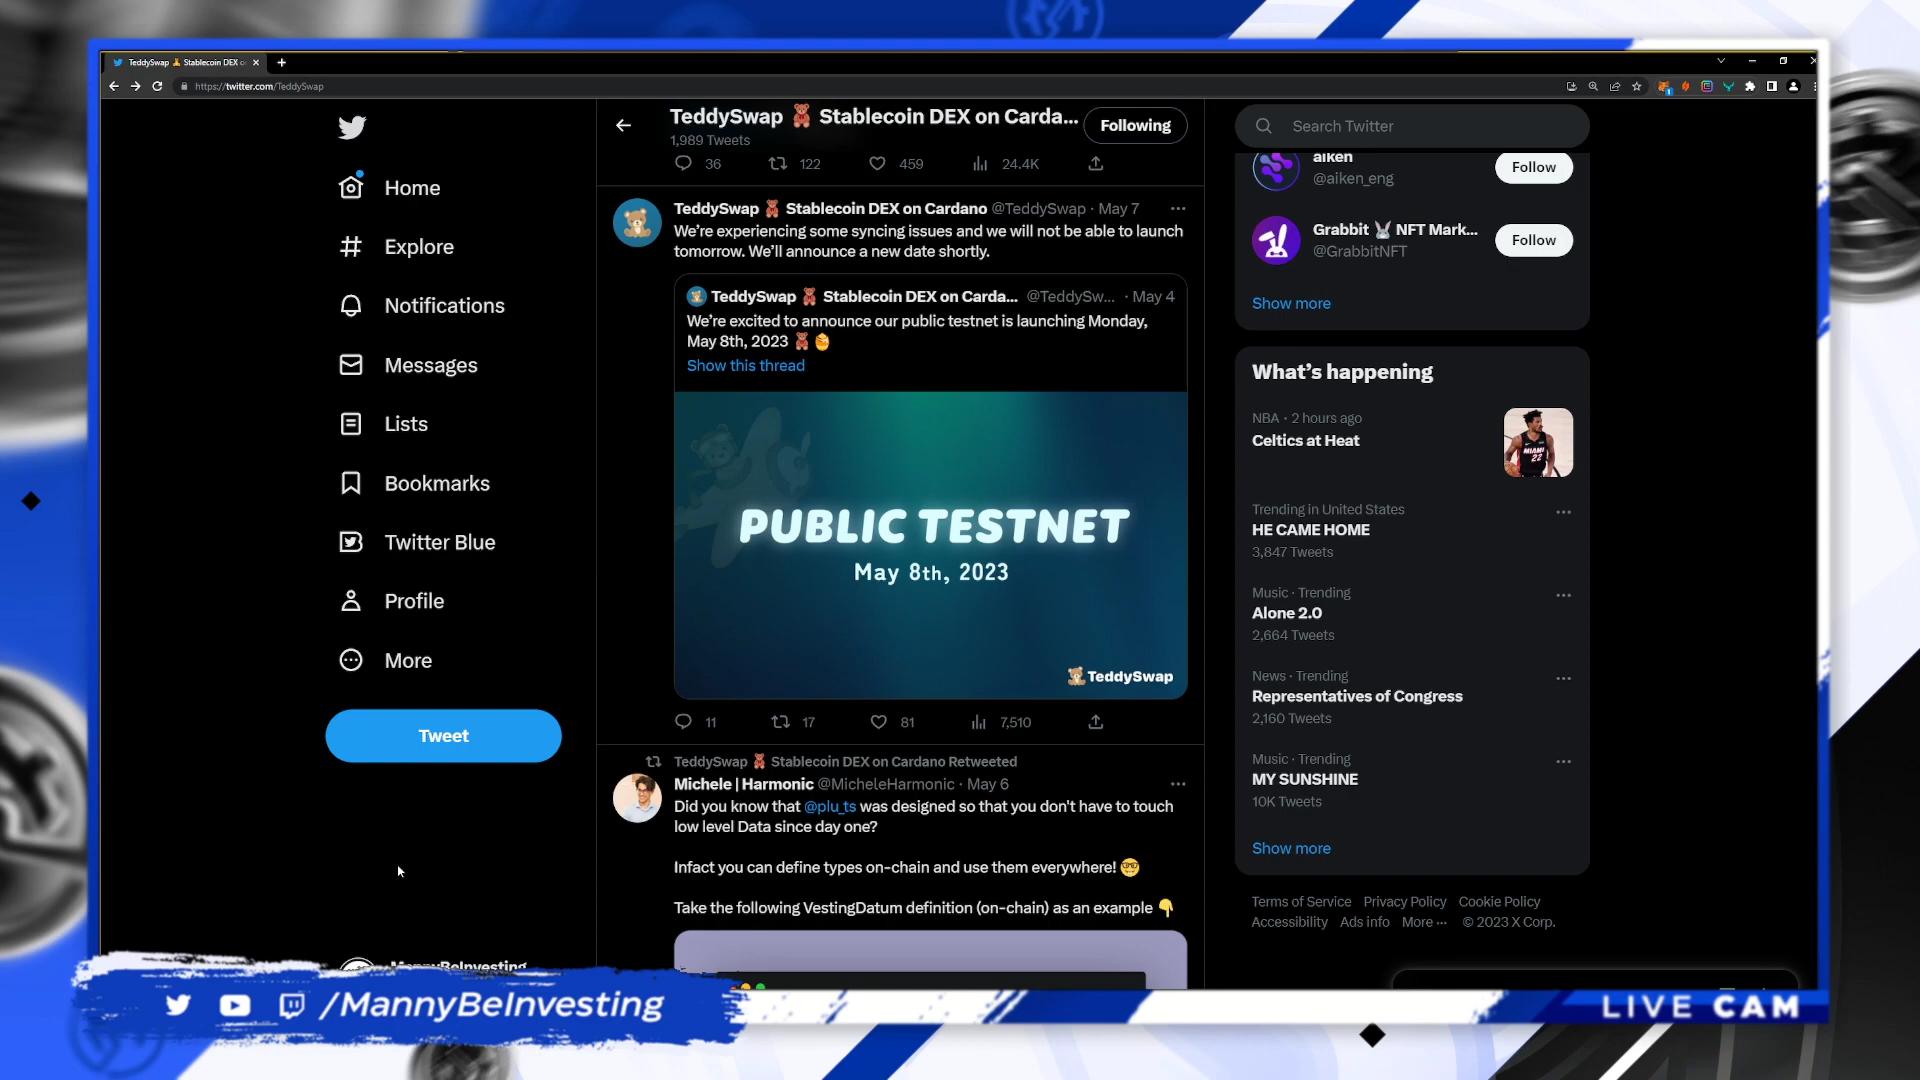 TeddySwap 🧸 Stablecoin DEX o
https://twitter.com/TeddySwap
Home
Explore
Notifications
Messages
Lists
Bookmarks
Twitter Blue
Profile
More
Tweet
MannyBeInvesting
TeddySwap 🧸 Stablecoin DEX on Carda...
1,989 Tweets
Following
36 122 459 24.4K
TeddySwap 🧸 Stablecoin DEX on Cardano @TeddySwap · May 7
We're experiencing some syncing issues and we will not be able to launch
tomorrow. We'll announce a new date shortly.
TeddySwap 🧸 Stablecoin DEX on Carda... @TeddySw... · May 4
We're excited to announce our public testnet is launching Monday,
May 8th, 2023 🧸
Show this thread
PUBLIC TESTNET
May 8th, 2023
TeddySwap
11 17 81 7,510
TeddySwap 🧸 Stablecoin DEX on Cardano Retweeted
Michele | Harmonic @MicheleHarmonic · May 6
Did you know that @plu_ts was designed so that you don't have to touch
low level Data since day one?
Infact you can define types on-chain and use them everywhere! 🤓
Take the following VestingDatum definition (on-chain) as an example 👇
Search Twitter
aiken
@aiken_eng
Follow
Grabbit 🐰 NFT Mark...
@GrabbitNFT
Follow
Show more
What's happening
NBA · 2 hours ago
Celtics at Heat
MIAMI
22
Trending in United States
HE CAME HOME
3,847 Tweets
Music · Trending
Alone 2.0
2,664 Tweets
News · Trending
Representatives of Congress
2,160 Tweets
Music · Trending
MY SUNSHINE
10K Tweets
Show more
Terms of Service Privacy Policy Cookie Policy
Accessibility Ads info More ··· © 2023 X Corp.
/MannyBeInvesting
LIVE CAM